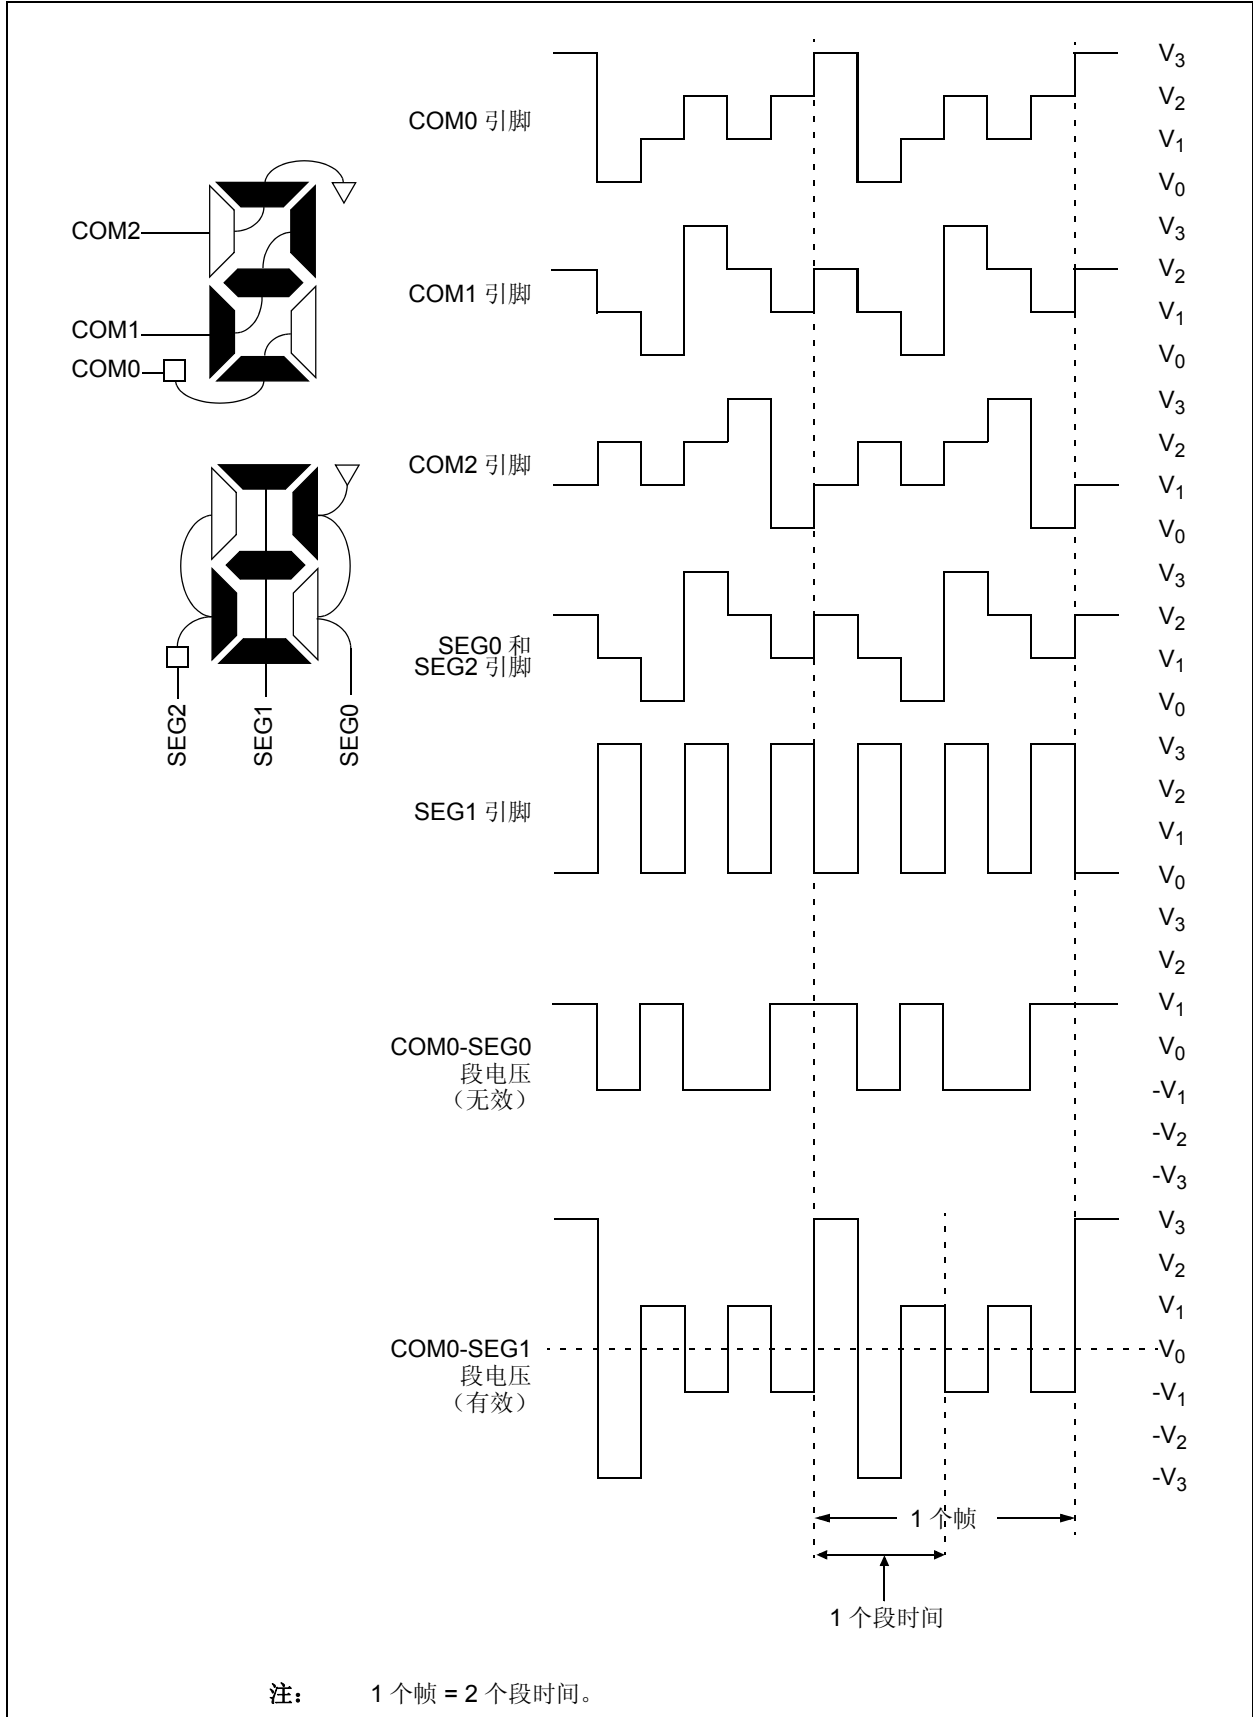 COM2
COM1
COM0
SEG2
SEG1
SEG0
COM0 引脚
V3
V2
V1
V0
COM1 引脚
V3
V2
V1
V0
COM2 引脚
V3
V2
V1
V0
SEG0 和
SEG2 引脚
V3
V2
V1
V0
SEG1 引脚
V3
V2
V1
V0
COM0-SEG0
段电压
（无效）
V3
V2
V1
V0
-V1
-V2
-V3
COM0-SEG1
段电压
（有效）
V3
V2
V1
V0
-V1
-V2
-V3
1 个帧
1 个段时间
注： 1 个帧 = 2 个段时间。